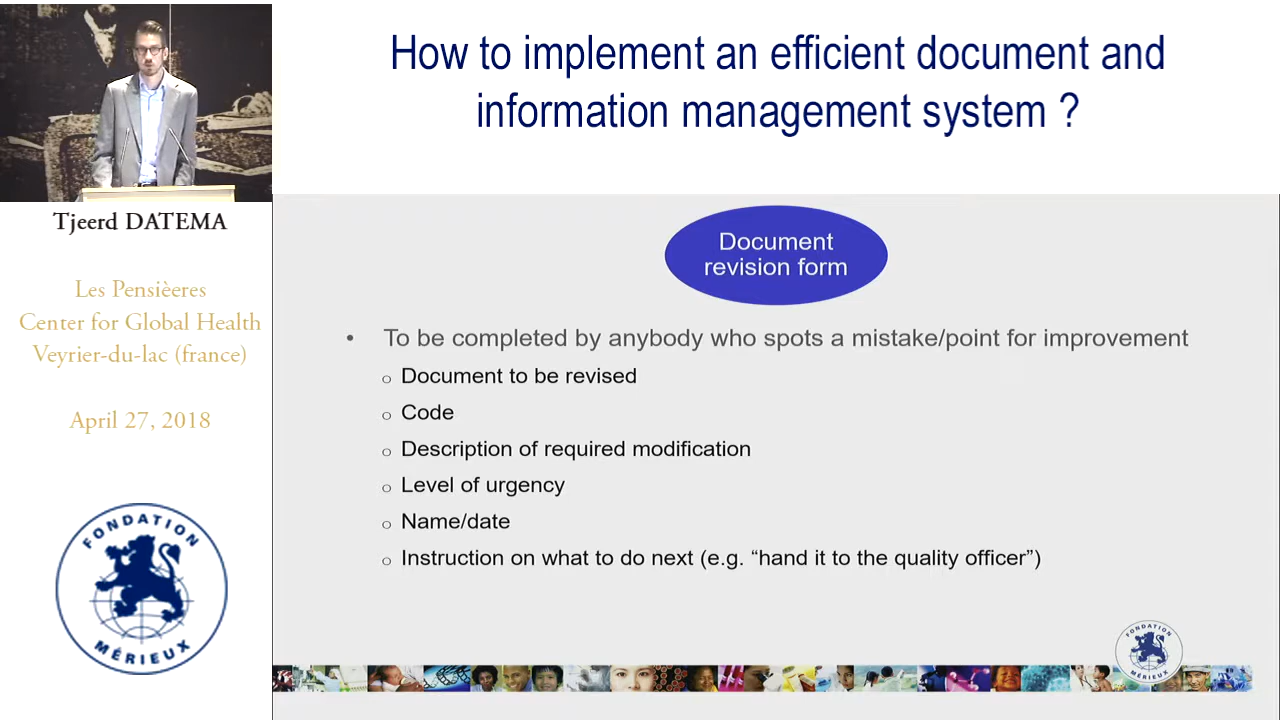 How to implement an efficient document and
information management system ?
Tjeerd DATEMA
Les Pensièeres
Center for Global Health
Veyrier-du-lac (france)
April 27, 2018
FONDATION
MÉRIEUX
Document
revision form
• To be completed by anybody who spots a mistake/point for improvement
o Document to be revised
o Code
o Description of required modification
o Level of urgency
o Name/date
o Instruction on what to do next (e.g. “hand it to the quality officer”)
FONDATION
MÉRIEUX